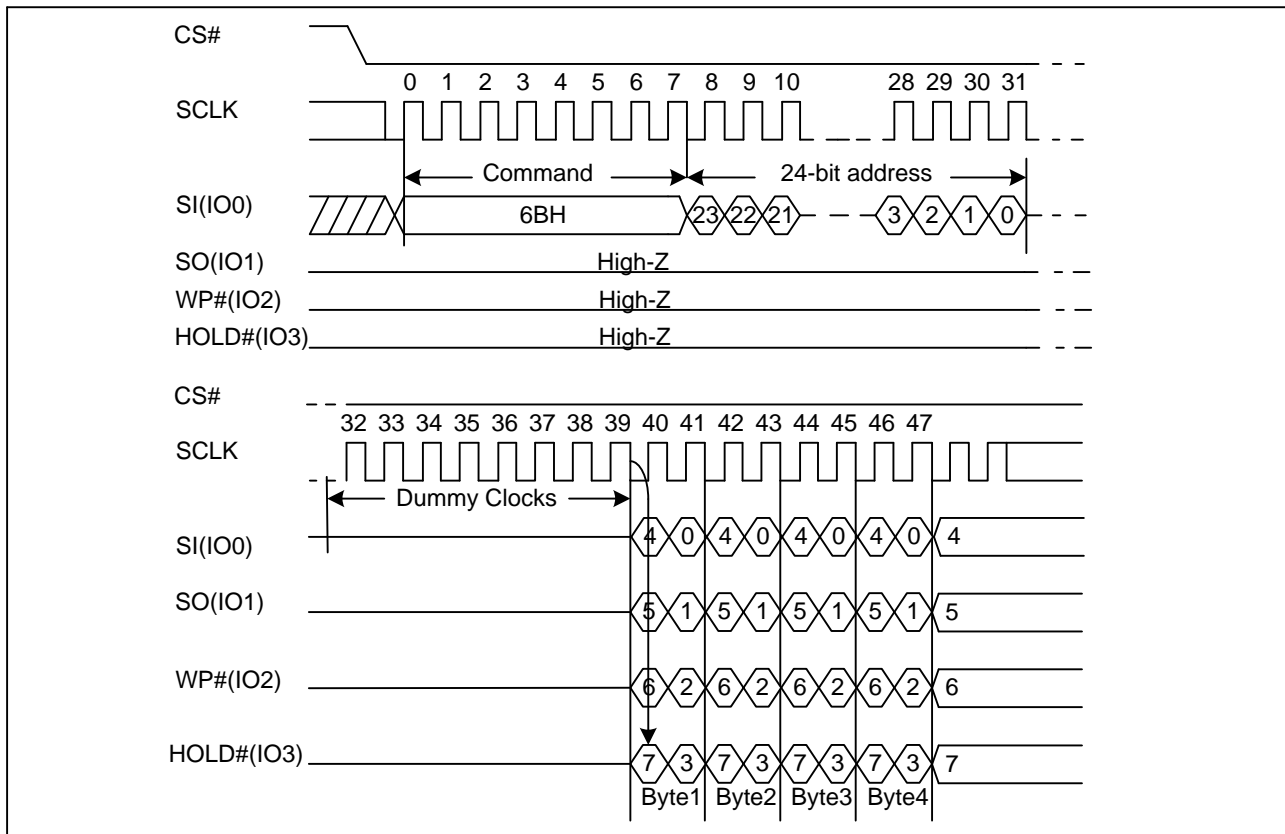 CS#
0 1 2 3 4 5 6 7 8 9 10 28 29 30 31
SCLK
Command 24-bit address
SI(IO0) 6BH 23 22 21 3 2 1 0
SO(IO1) High-Z
WP#(IO2) High-Z
HOLD#(IO3) High-Z
CS#
32 33 34 35 36 37 38 39 40 41 42 43 44 45 46 47
SCLK
Dummy Clocks
SI(IO0) 4 0 4 0 4 0 4 0 4
SO(IO1) 5 1 5 1 5 1 5 1 5
WP#(IO2) 6 2 6 2 6 2 6 2 6
HOLD#(IO3) 7 3 7 3 7 3 7 3 7
Byte1 Byte2 Byte3 Byte4